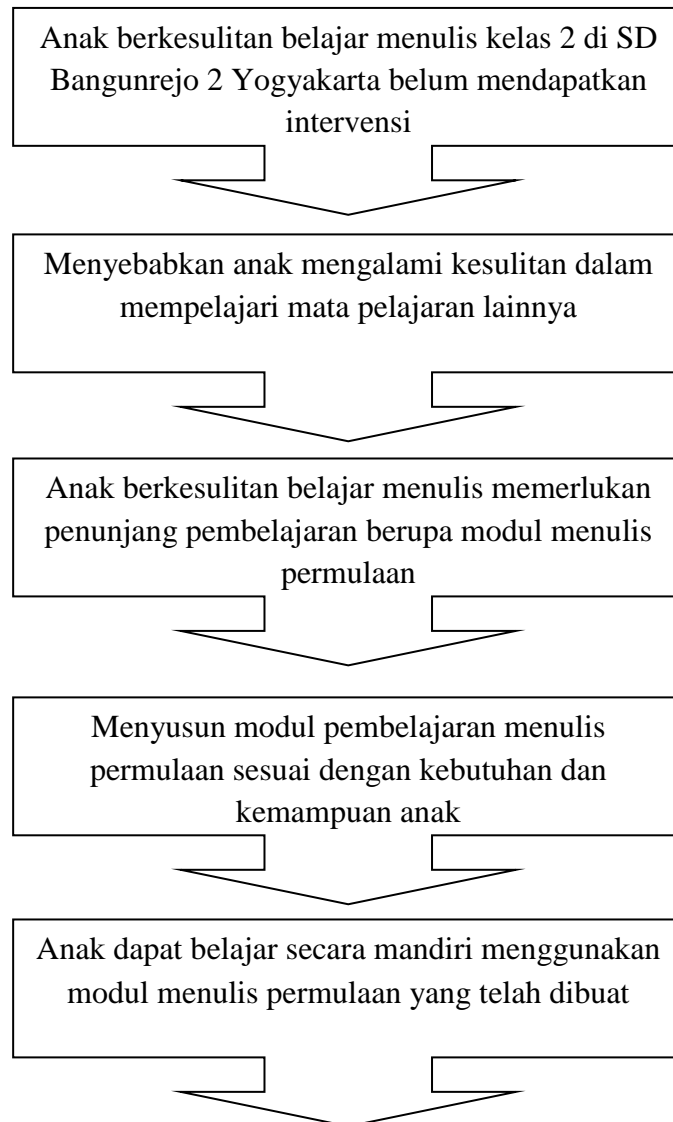 Anak berkesulitan belajar menulis kelas 2 di SD
Bangunrejo 2 Yogyakarta belum mendapatkan
intervensi
Menyebabkan anak mengalami kesulitan dalam
mempelajari mata pelajaran lainnya
Anak berkesulitan belajar menulis memerlukan
penunjang pembelajaran berupa modul menulis
permulaan
Menyusun modul pembelajaran menulis
permulaan sesuai dengan kebutuhan dan
kemampuan anak
Anak dapat belajar secara mandiri menggunakan
modul menulis permulaan yang telah dibuat